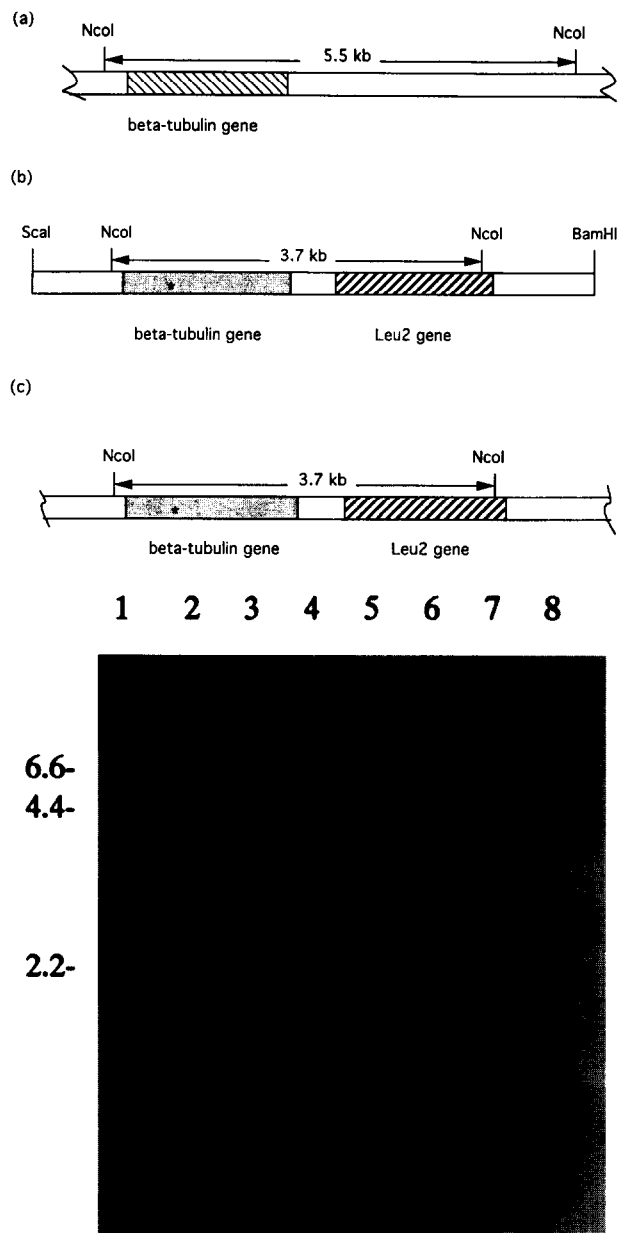 (a)
NcoI NcoI
5.5 kb
beta-tubulin gene
(b)
ScaI NcoI NcoI BamHI
3.7 kb
beta-tubulin gene Leu2 gene
(c)
NcoI NcoI
3.7 kb
beta-tubulin gene Leu2 gene
1 2 3 4 5 6 7 8
6.6-
4.4-
2.2-